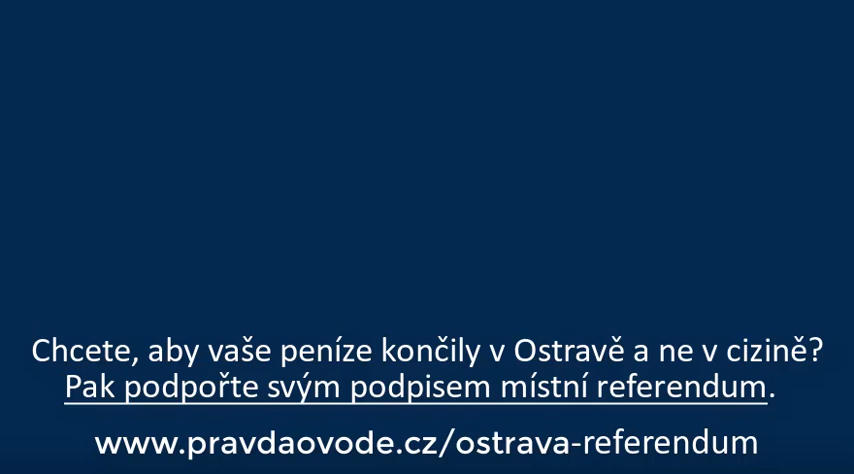 Chcete, aby vaše peníze končily v Ostravě a ne v cizině?
Pak podpořte svým podpisem místní referendum.
www.pravdaovode.cz/ostrava-referendum